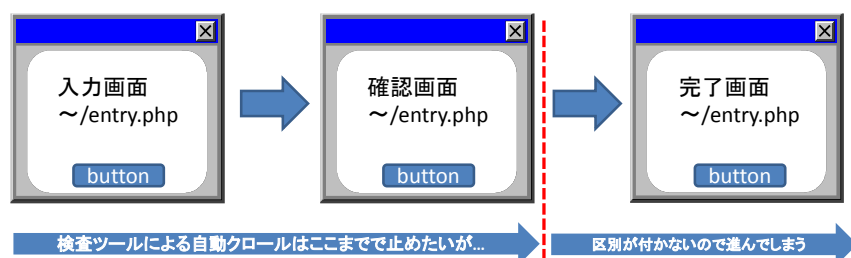 入力画面
～/entry.php
button
確認画面
～/entry.php
button
完了画面
～/entry.php
button
検査ツールによる自動クロールはここまでで止めたいが…
区別が付かないので進んでしまう